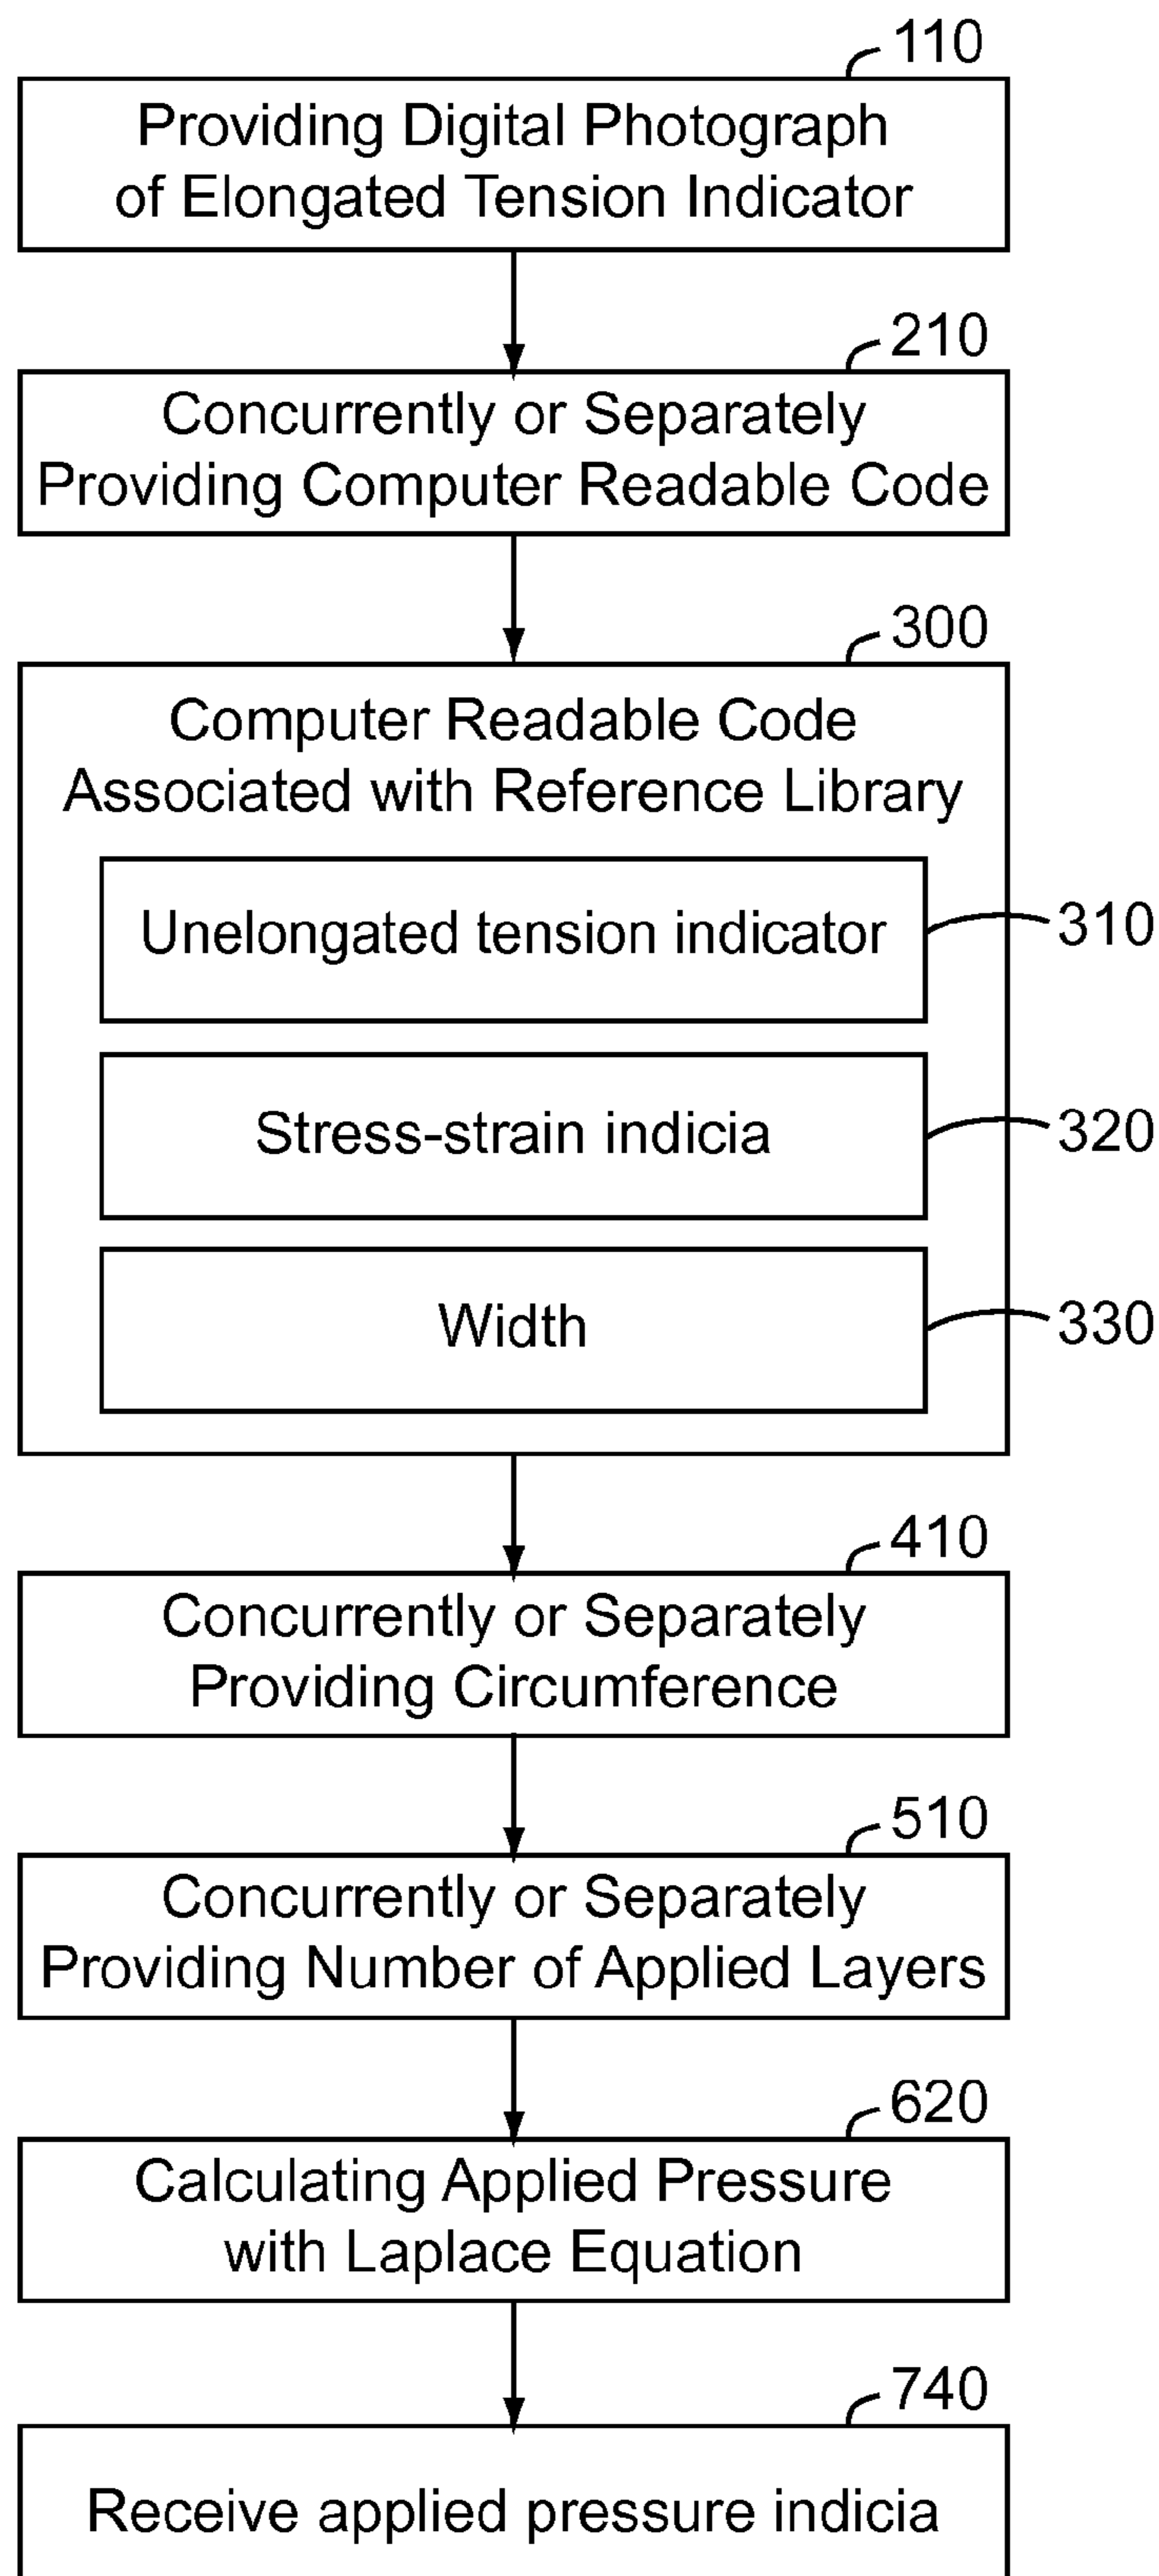 110
Providing Digital Photograph
of Elongated Tension Indicator
210
Concurrently or Separately
Providing Computer Readable Code
300
Computer Readable Code
Associated with Reference Library
Unelongated tension indicator
310
Stress-strain indicia
320
Width
330
410
Concurrently or Separately
Providing Circumference
510
Concurrently or Separately
Providing Number of Applied Layers
620
Calculating Applied Pressure
with Laplace Equation
740
Receive applied pressure indicia